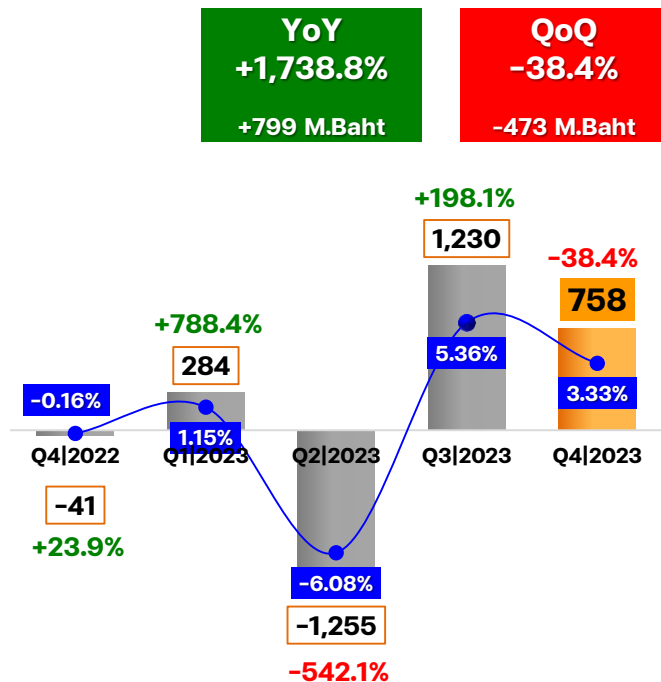 YoY
+1,738.8%
+799 M.Baht
QoQ
-38.4%
-473 M.Baht
+198.1%
1,230
-38.4%
758
+788.4%
284
5.36%
3.33%
-0.16%
1.15%
Q4|2022
Q1|2023
Q2|2023
Q3|2023
Q4|2023
-41
+23.9%
-6.08%
-1,255
-542.1%